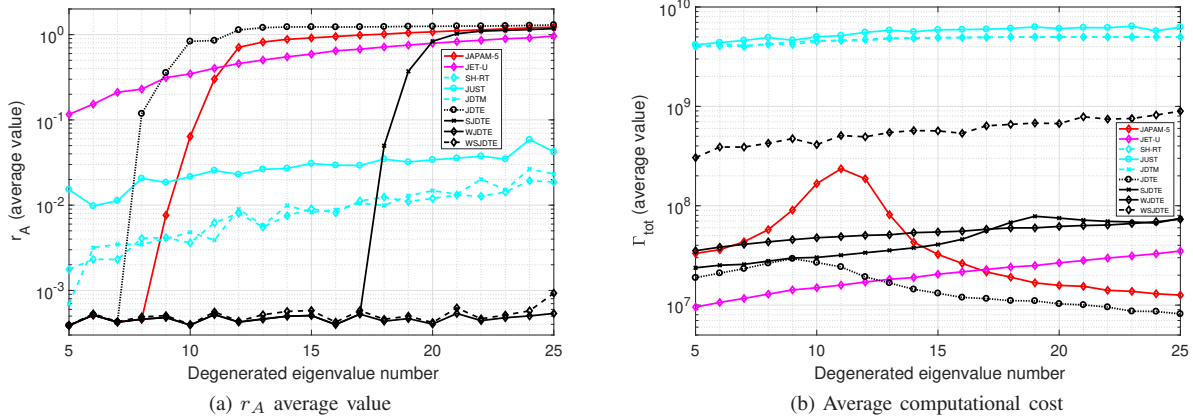 r_A (average value)
10^0
10^{-1}
10^{-2}
10^{-3}
5
10
15
20
25
Degenerated eigenvalue number
JAPAM-5
JET-U
SH-RT
JUST
JDTM
JDTE
SJDTE
WJDTE
WSJDTE
(a) r_A average value
Γ_tot (average value)
10^10
10^9
10^8
10^7
5
10
15
20
25
Degenerated eigenvalue number
JAPAM-5
JET-U
SH-RT
JUST
JDTM
JDTE
SJDTE
WJDTE
WSJDTE
(b) Average computational cost